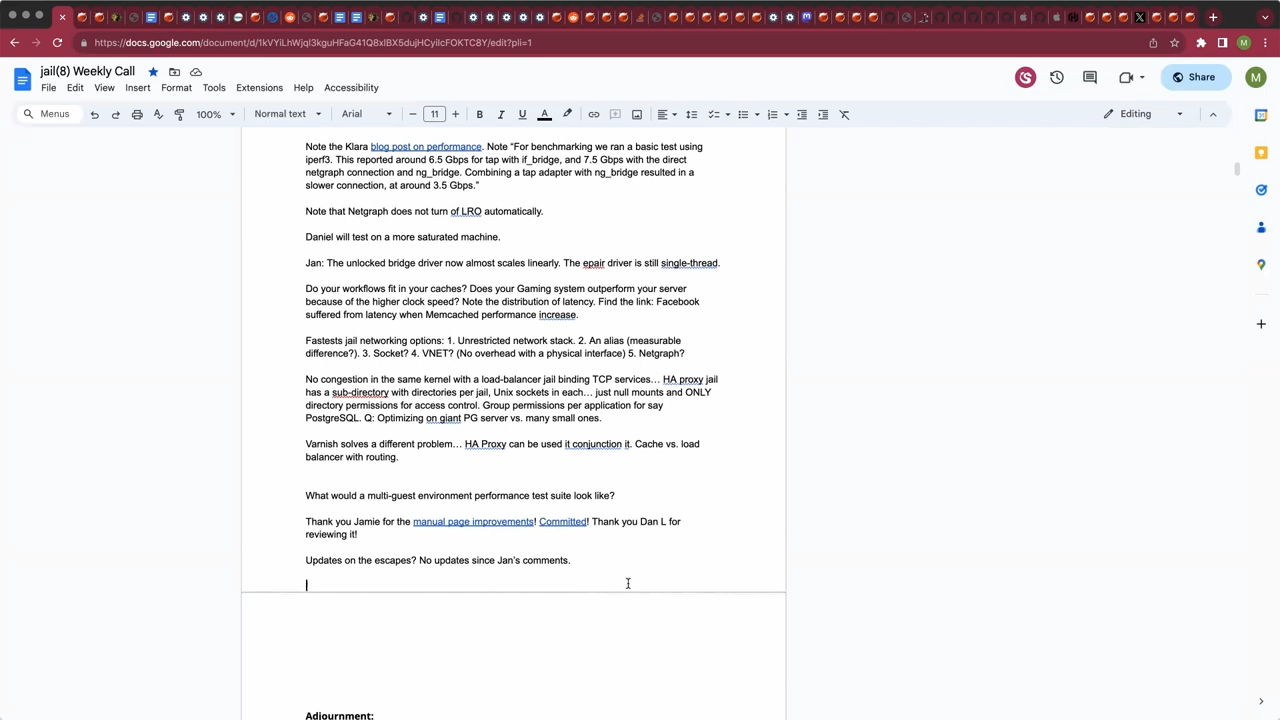 https://docs.google.com/document/d/1kVYiLhWjqI3kguHFaG41Q8xlBX5dujHCyiIcFOKTC8Y/edit?pli=1
jail(8) Weekly Call
File Edit View Insert Format Tools Extensions Help Accessibility
Share
M
M
Menus 100% Normal text Arial 11 B I U A Editing
Note the Klara blog post on performance. Note “For benchmarking we ran a basic test using
iperf3. This reported around 6.5 Gbps for tap with if_bridge, and 7.5 Gbps with the direct
netgraph connection and ng_bridge. Combining a tap adapter with ng_bridge resulted in a
slower connection, at around 3.5 Gbps.”
Note that Netgraph does not turn of LRO automatically.
Daniel will test on a more saturated machine.
Jan: The unlocked bridge driver now almost scales linearly. The epair driver is still single-thread.
Do your workflows fit in your caches? Does your Gaming system outperform your server
because of the higher clock speed? Note the distribution of latency. Find the link: Facebook
suffered from latency when Memcached performance increase.
Fastests jail networking options: 1. Unrestricted network stack. 2. An alias (measurable
difference?). 3. Socket? 4. VNET? (No overhead with a physical interface) 5. Netgraph?
No congestion in the same kernel with a load-balancer jail binding TCP services… HA proxy jail
has a sub-directory with directories per jail, Unix sockets in each… just null mounts and ONLY
directory permissions for access control. Group permissions per application for say
PostgreSQL. Q: Optimizing on giant PG server vs. many small ones.
Varnish solves a different problem… HA Proxy can be used it conjunction it. Cache vs. load
balancer with routing.
What would a multi-guest environment performance test suite look like?
Thank you Jamie for the manual page improvements! Committed! Thank you Dan L for
reviewing it!
Updates on the escapes? No updates since Jan’s comments.
Adjournment: